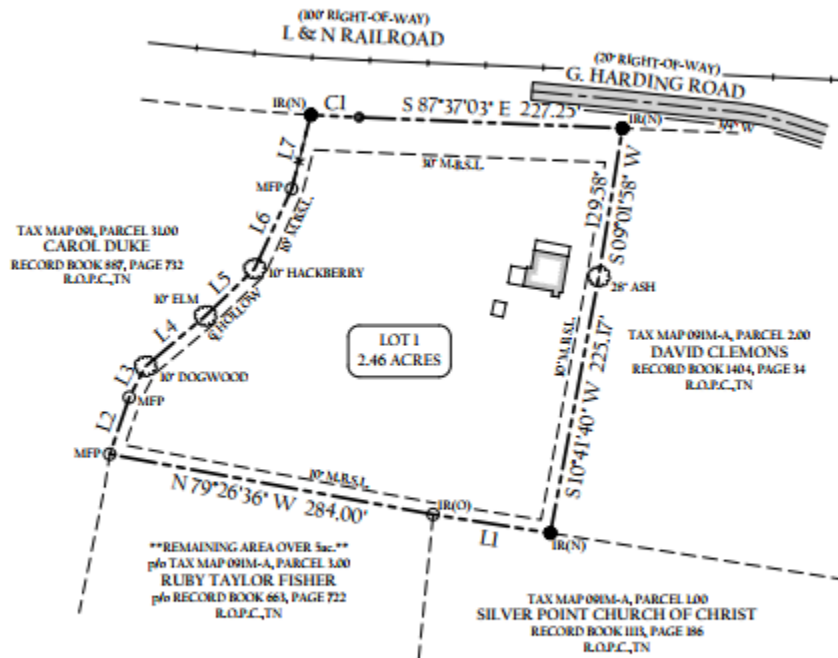 (100' RIGHT-OF-WAY)
L & N RAILROAD
(20' RIGHT-OF-WAY)
G. HARDING ROAD
IR(N)
C1
S 87°37'03" E 227.25'
IR(N)
L7
30' M.B.S.L.
129.58'
S 09°01'58" W
MFP
L6
10' M.B.S.L.
TAX MAP 091, PARCEL 31.00
CAROL DUKE
RECORD BOOK 887, PAGE 732
R.O.P.C.,TN
10" HACKBERRY
L5
28" ASH
10" ELM
℄ HOLLOW
L4
LOT 1
2.46 ACRES
10' M.B.S.L.
S 10°41'40" W 225.17'
TAX MAP 091M-A, PARCEL 2.00
DAVID CLEMONS
RECORD BOOK 1404, PAGE 34
R.O.P.C.,TN
L3
10" DOGWOOD
MFP
L2
MFP
10' M.B.S.L.
N 79°26'36" W 284.00'
IR(O)
L1
IR(N)
**REMAINING AREA OVER 5ac.**
p/o TAX MAP 091M-A, PARCEL 3.00
RUBY TAYLOR FISHER
p/o RECORD BOOK 663, PAGE 722
R.O.P.C.,TN
TAX MAP 091M-A, PARCEL 1.00
SILVER POINT CHURCH OF CHRIST
RECORD BOOK 1113, PAGE 186
R.O.P.C.,TN